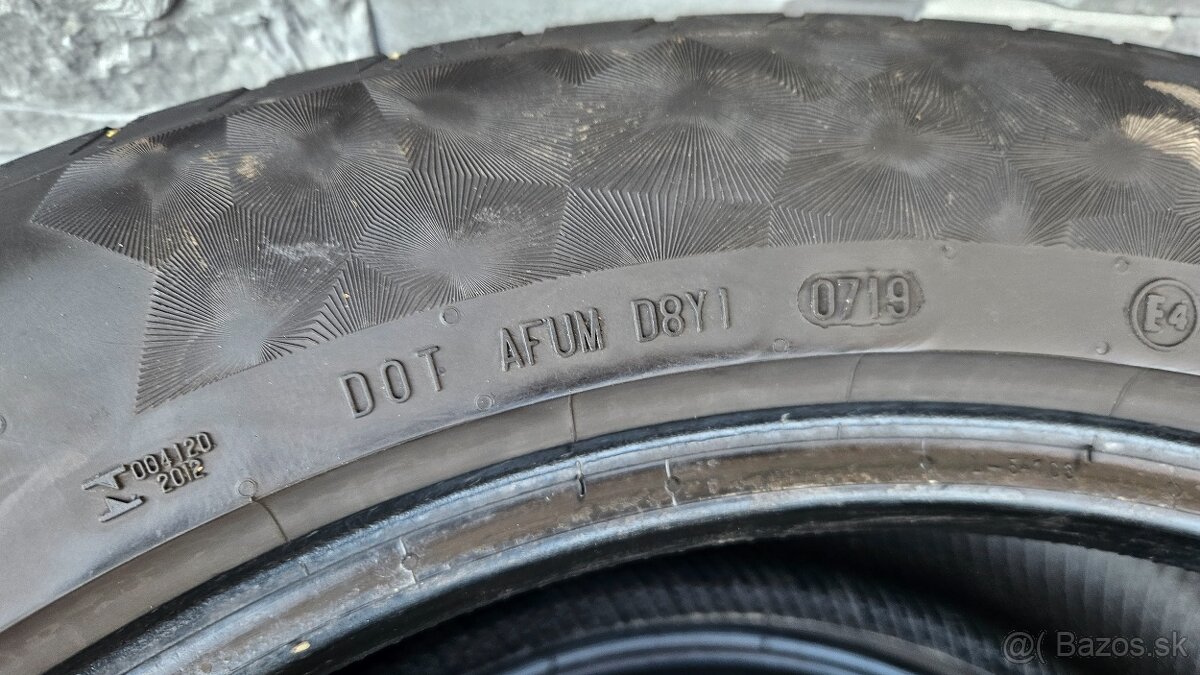 DOT AFUM D8Y1 0719 E4
004120
2012
@( Bazos.sk